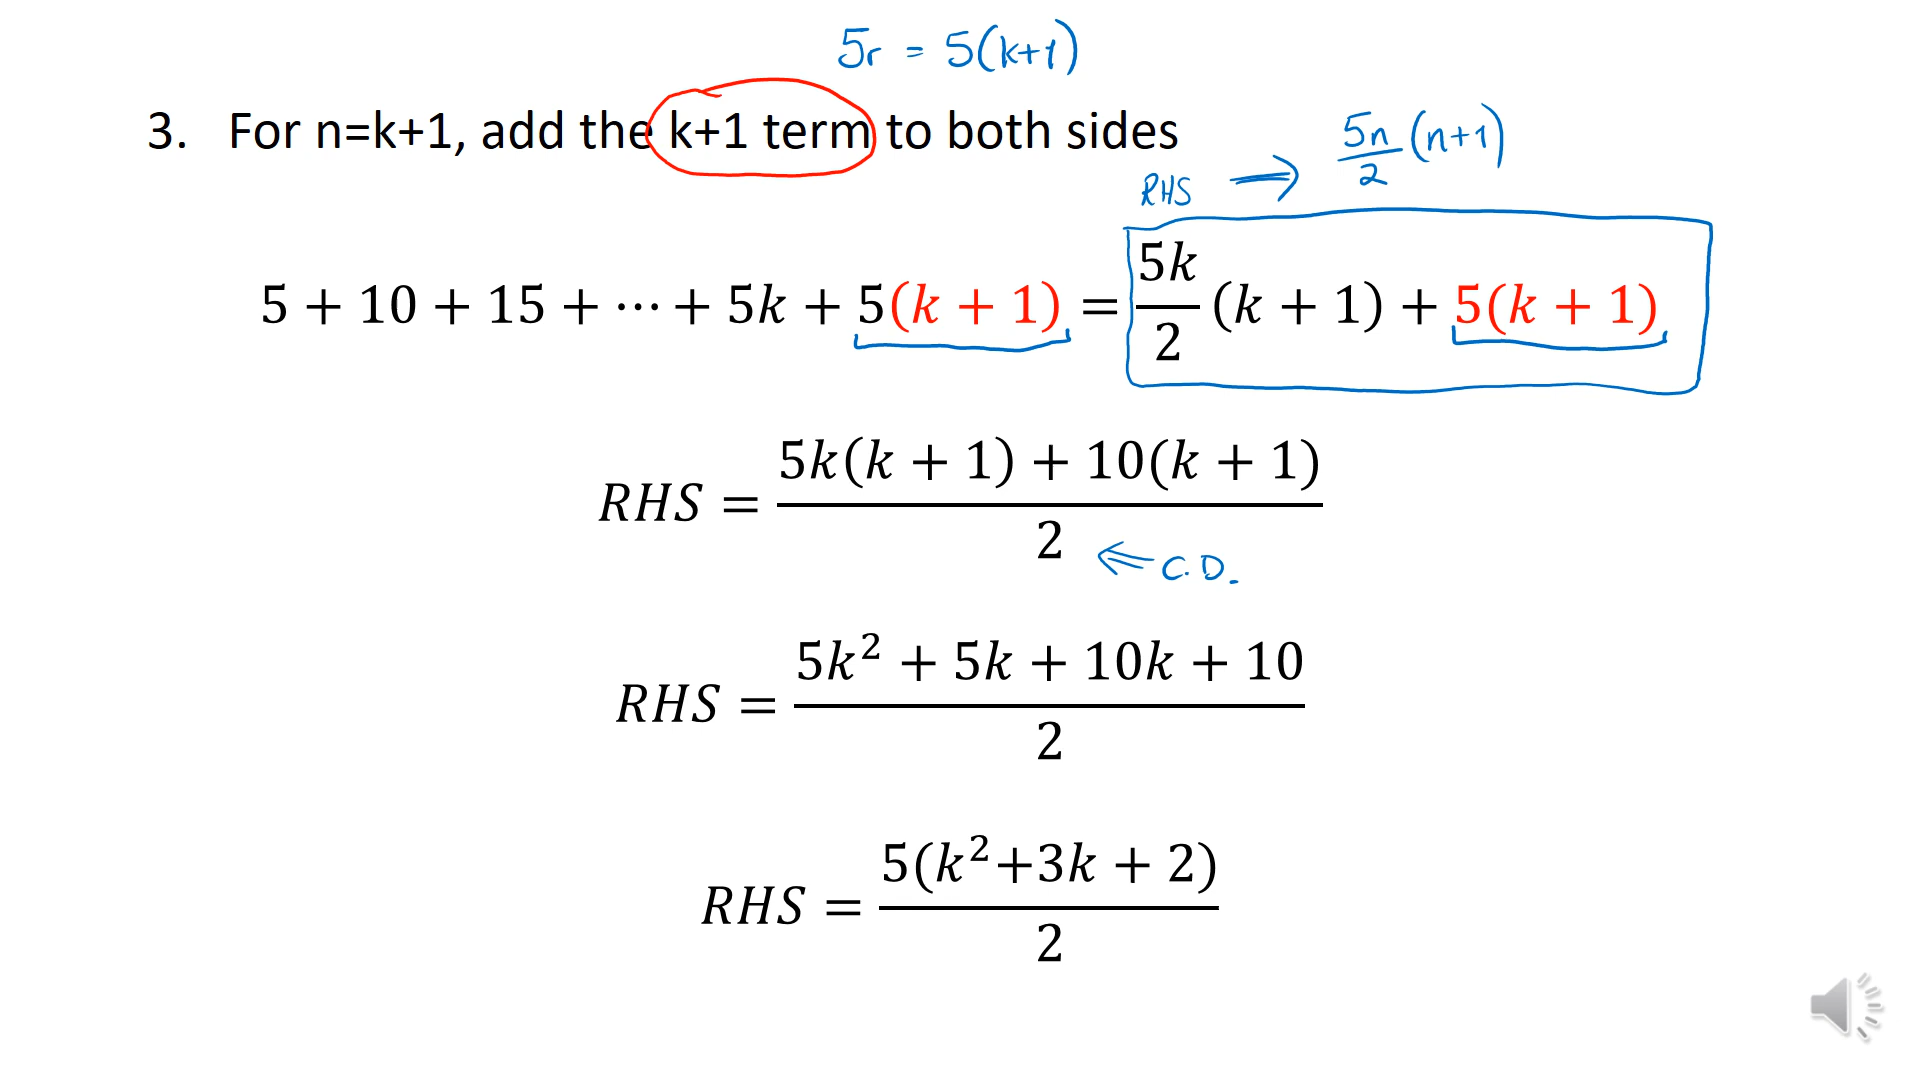 5r = 5(k+1)
3. For n=k+1, add the k+1 term to both sides
RHS ⟹ 5n/2 (n+1)
5 + 10 + 15 + ⋯ + 5k + 5(k + 1) = 5k/2 (k + 1) + 5(k + 1)
RHS = 5k(k + 1) + 10(k + 1) / 2
⟸ C.D.
RHS = 5k² + 5k + 10k + 10 / 2
RHS = 5(k²+3k + 2) / 2